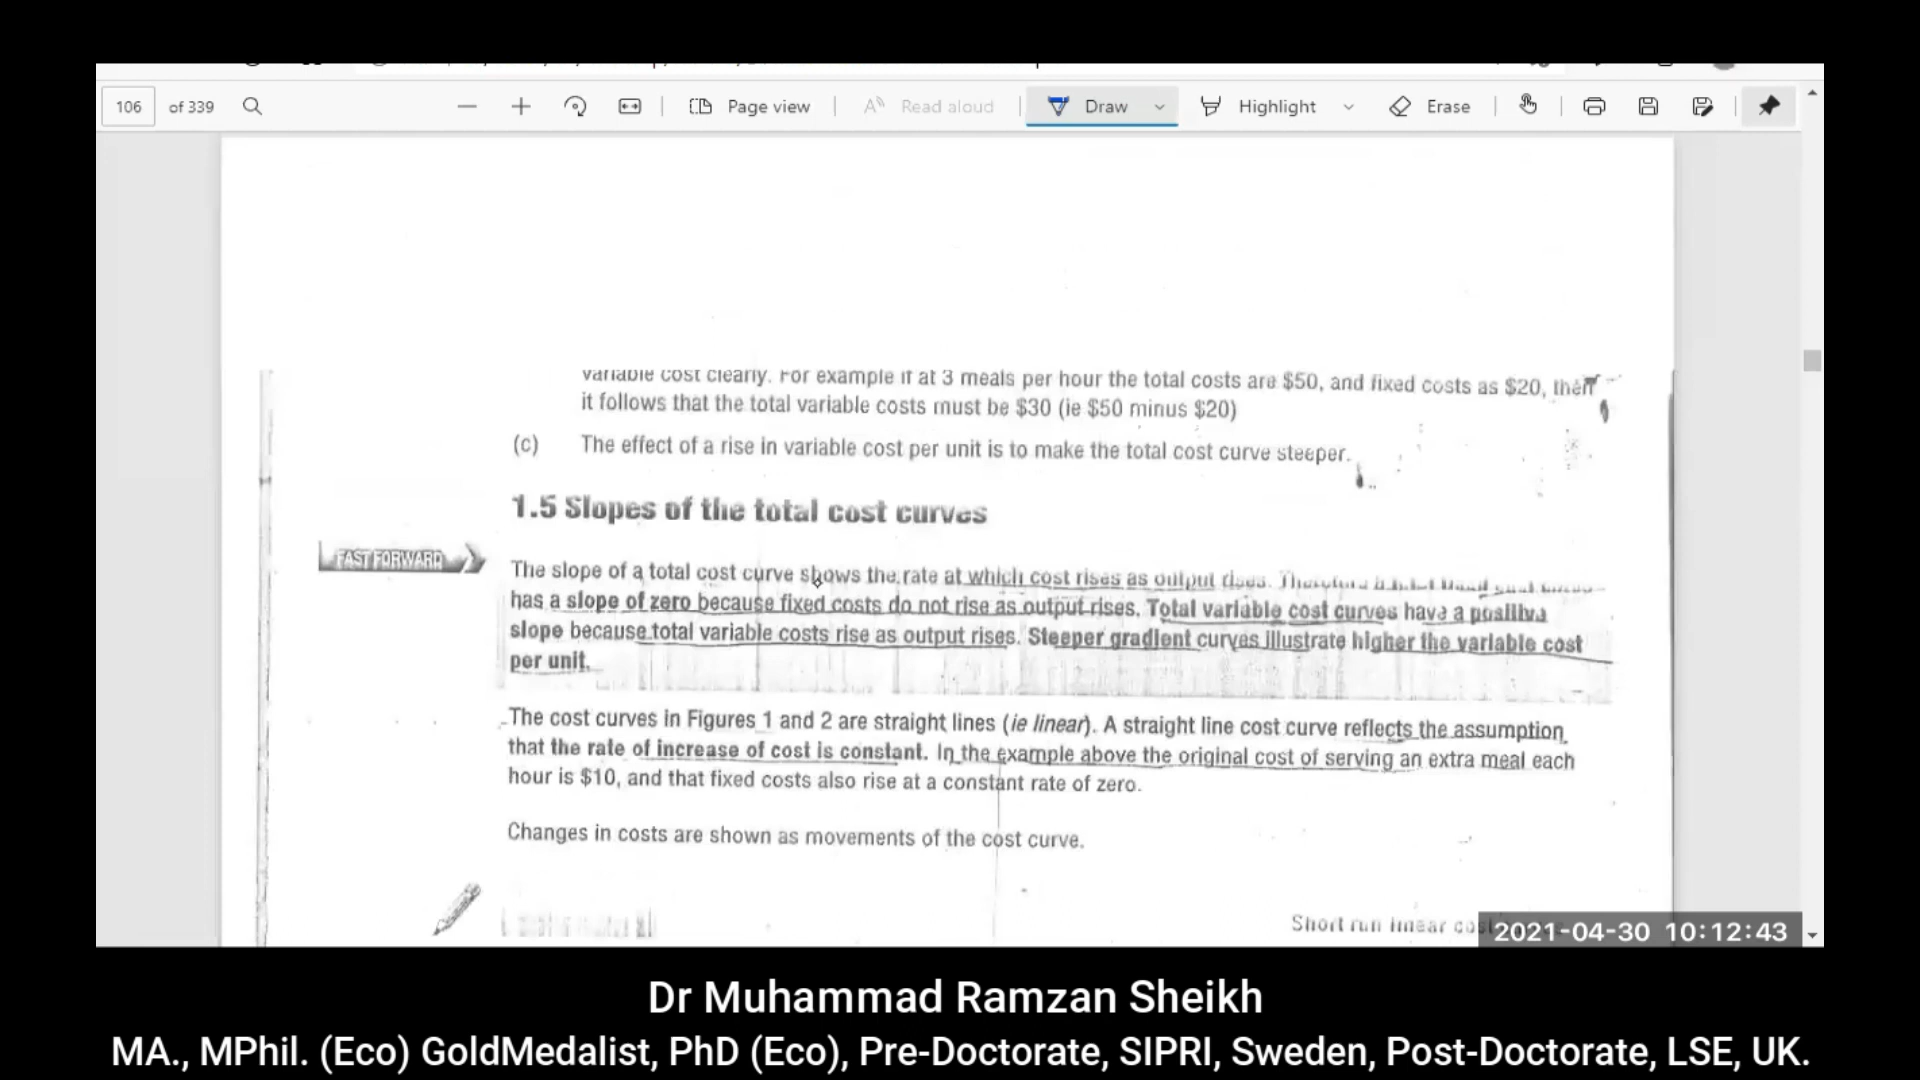 106 of 339 Page view Read aloud Draw Highlight Erase
variable cost clearly. For example if at 3 meals per hour the total costs are $50, and fixed costs as $20, then
it follows that the total variable costs must be $30 (ie $50 minus $20)
(c) The effect of a rise in variable cost per unit is to make the total cost curve steeper.
1.5 Slopes of the total cost curves
FAST FORWARD
The slope of a total cost curve shows the rate at which cost rises as output rises.
has a slope of zero because fixed costs do not rise as output rises. Total variable cost curves have a positive
slope because total variable costs rise as output rises. Steeper gradient curves illustrate higher the variable cost
per unit.
The cost curves in Figures 1 and 2 are straight lines (ie linear). A straight line cost curve reflects the assumption
that the rate of increase of cost is constant. In the example above the original cost of serving an extra meal each
hour is $10, and that fixed costs also rise at a constant rate of zero.
Changes in costs are shown as movements of the cost curve.
Short run linear
2021-04-30 10:12:43
Dr Muhammad Ramzan Sheikh
MA., MPhil. (Eco) GoldMedalist, PhD (Eco), Pre-Doctorate, SIPRI, Sweden, Post-Doctorate, LSE, UK.